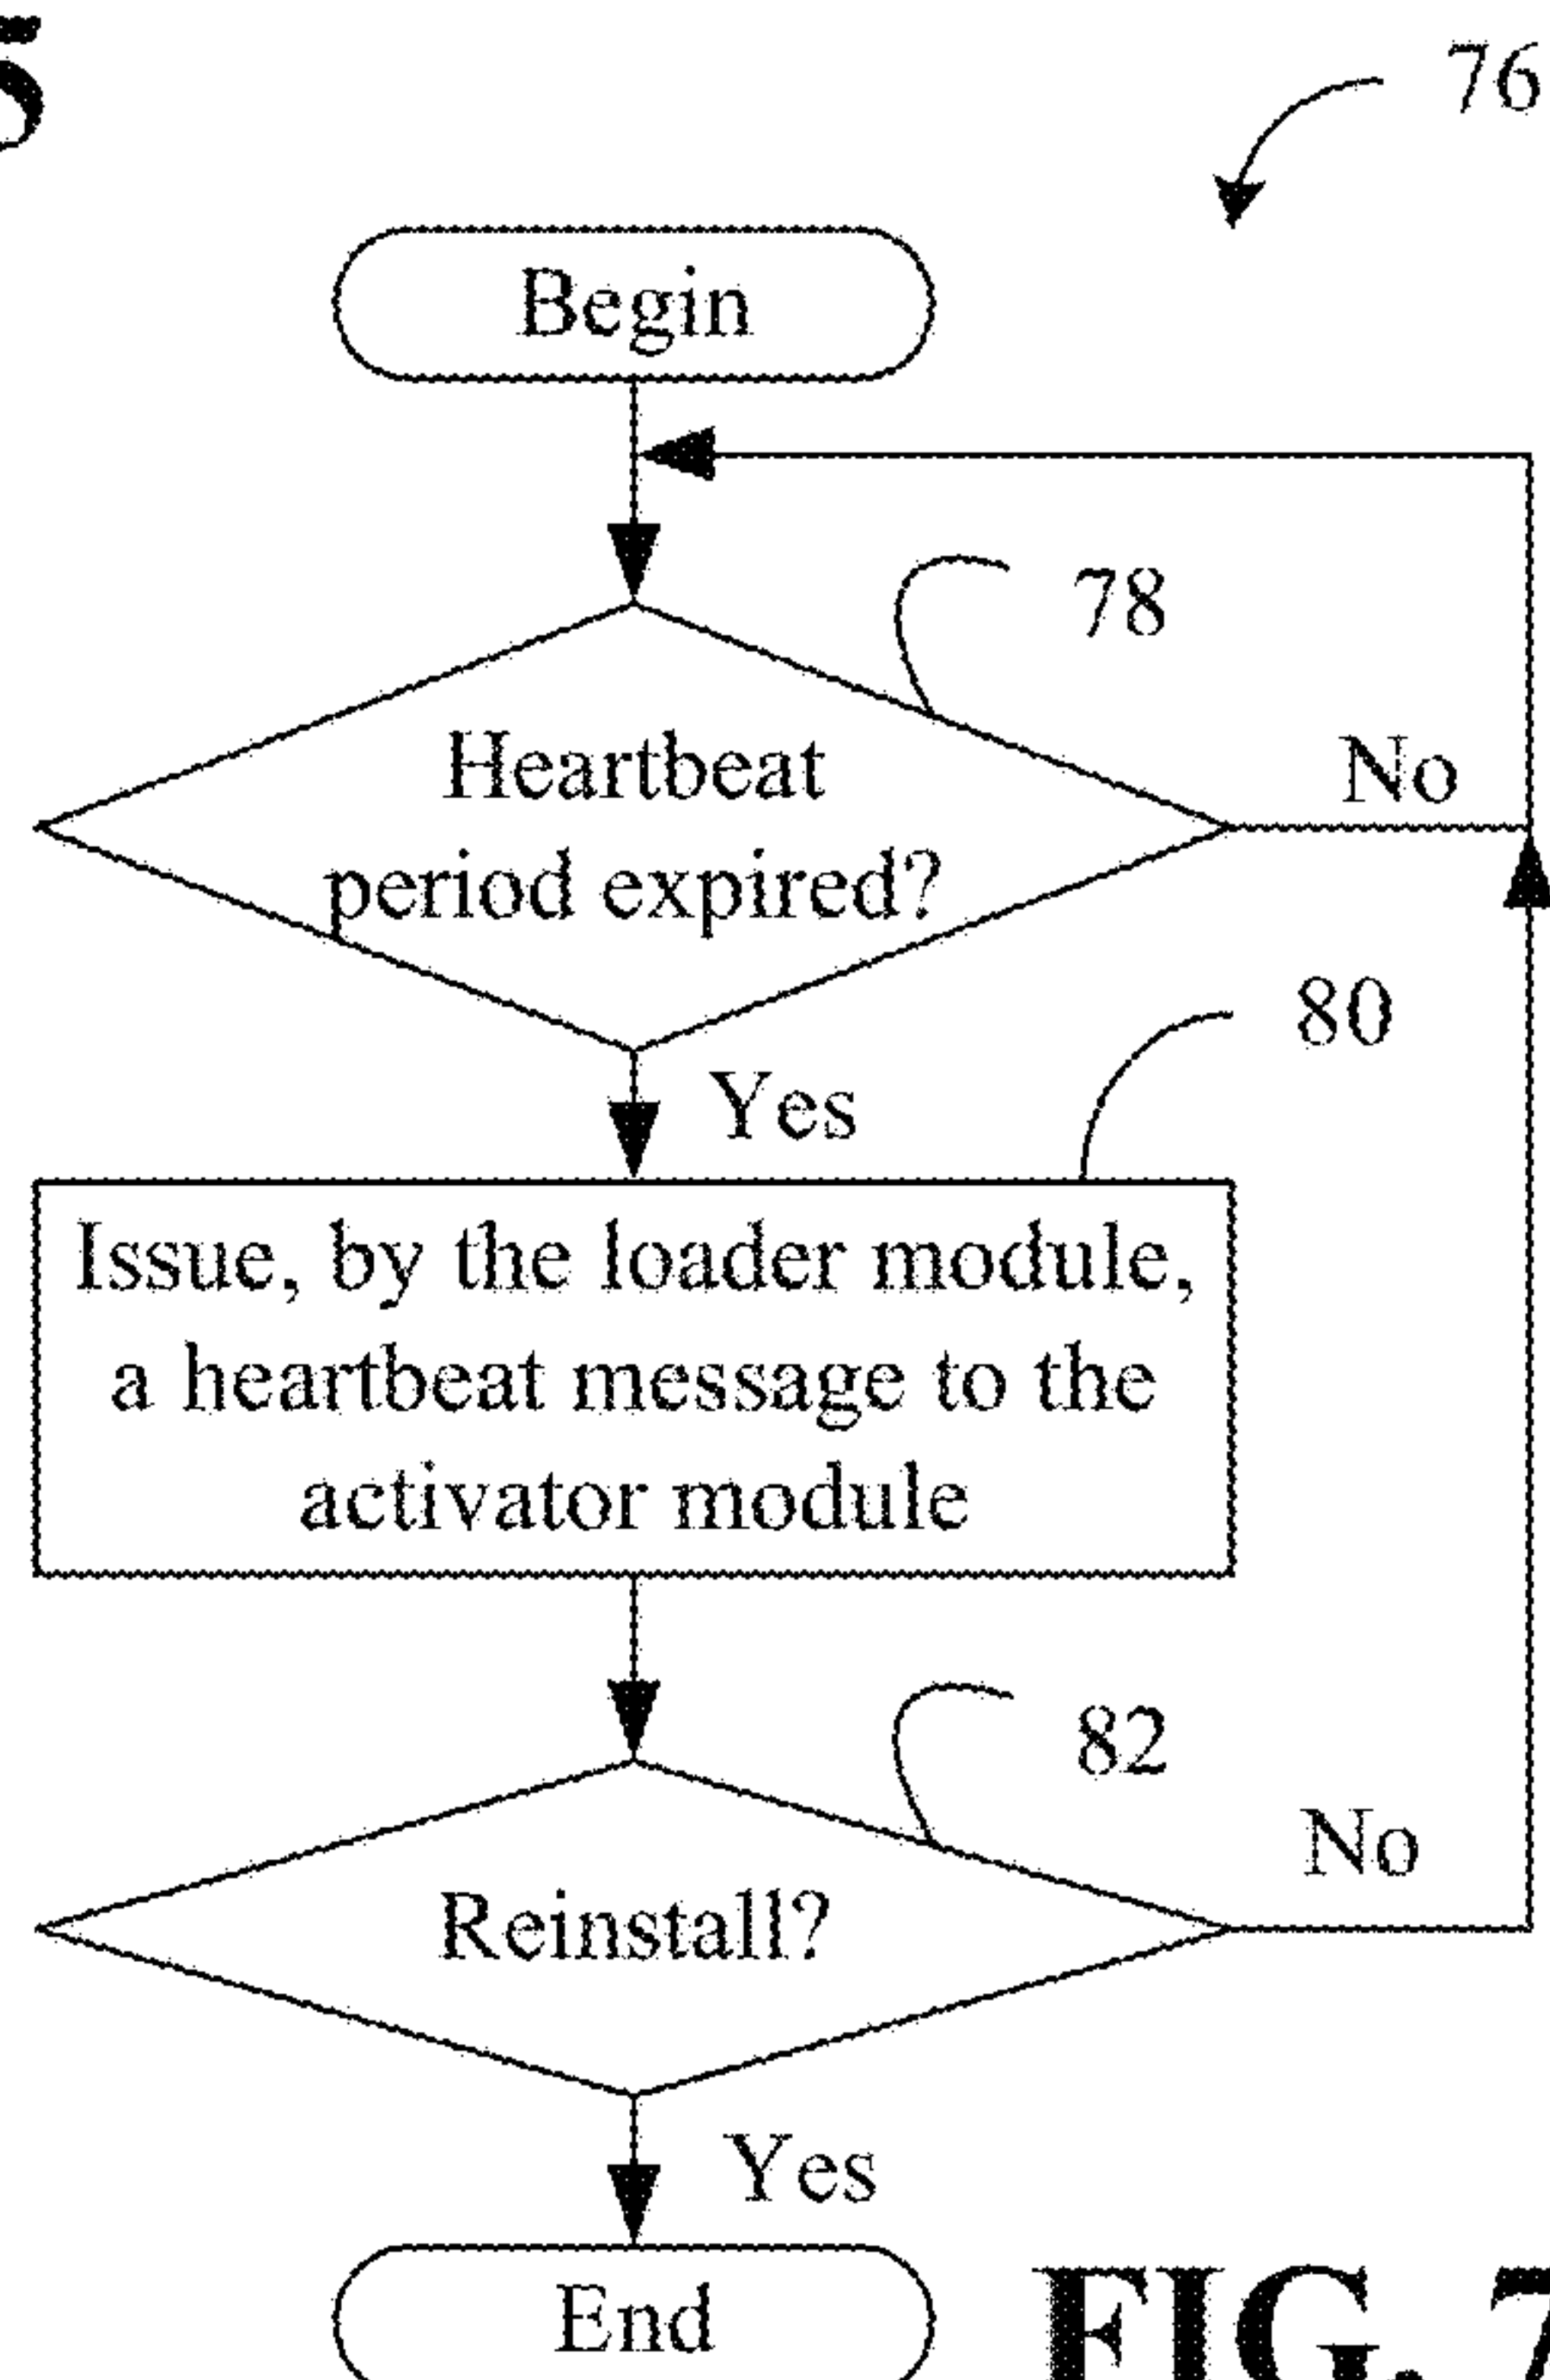 5
76
Begin
78
Heartbeat
period expired?
No
Yes
80
Issue, by the loader module,
a heartbeat message to the
activator module
82
Reinstall?
No
Yes
End
FIG. 7